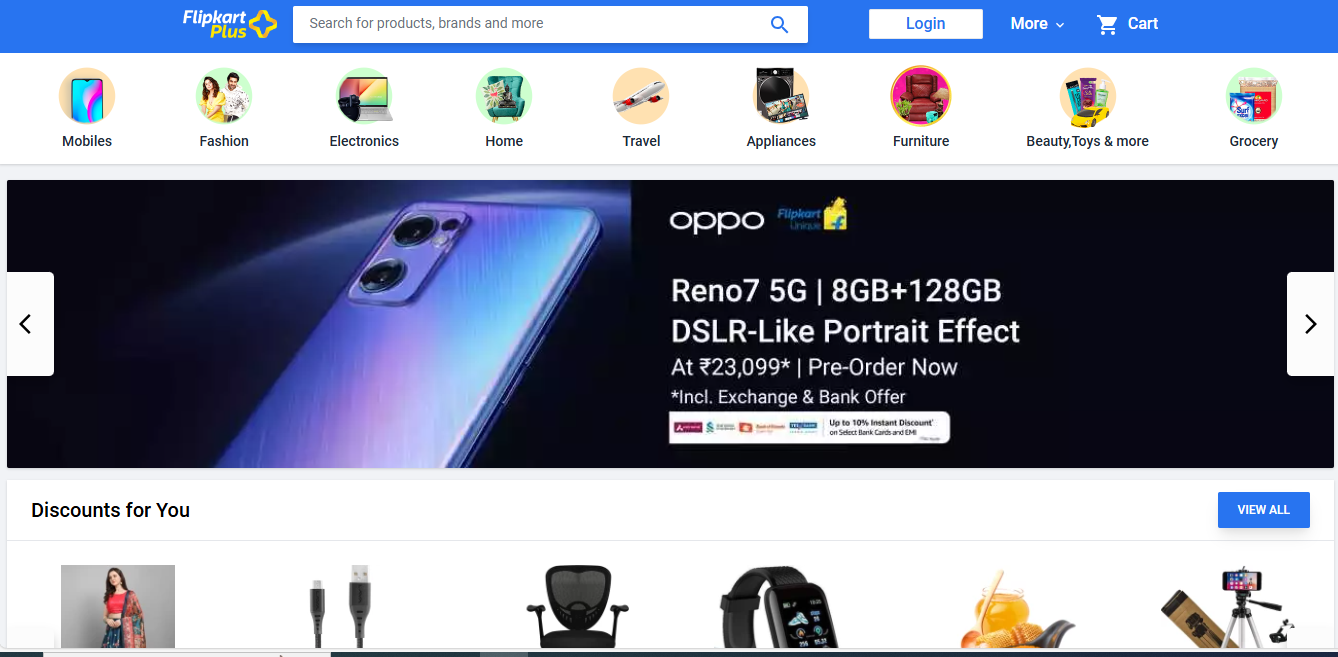 Flipkart
Plus
Search for products, brands and more
Login
More
Cart
Mobiles
Fashion
Electronics
Home
Travel
Appliances
Furniture
Beauty,Toys & more
Grocery
Surf
oppo
Flipkart
Unique
Reno7 5G | 8GB+128GB
DSLR-Like Portrait Effect
At ₹23,099* | Pre-Order Now
*Incl. Exchange & Bank Offer
Up to 10% Instant Discount*
on Select Bank Cards and EMI
Discounts for You
VIEW ALL